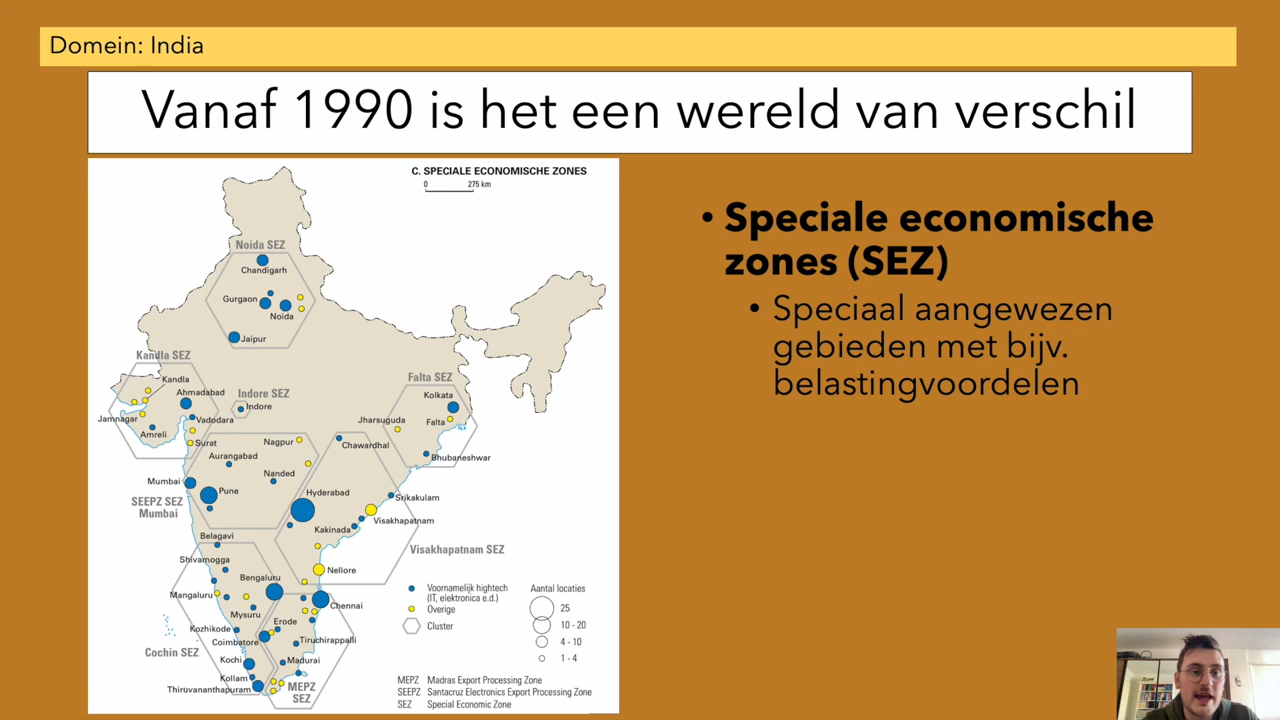 Domein: India
Vanaf 1990 is het een wereld van verschil
C. SPECIALE ECONOMISCHE ZONES
0 275 km
Noida SEZ
Chandigarh
Gurgaon
Noida
Jaipur
Kandla SEZ
Kandla
Ahmadabad
Jamnagar
Vadodara
Amreli
Surat
Indore SEZ
Indore
Falta SEZ
Kolkata
Jharsuguda
Falta
Bhubaneshwar
Nagpur
Chawardhal
Aurangabad
Nanded
Mumbai
Pune
SEEPZ SEZ
Mumbai
Hyderabad
Srikakulam
Visakhapatnam
Kakinada
Visakhapatnam SEZ
Belagavi
Shivamogga
Bengaluru
Nellore
Mangaluru
Mysuru
Chennai
Kozhikode
Erode
Coimbatore
Tiruchirappalli
Cochin SEZ
Kochi
Madurai
Kollam
Thiruvananthapuram
MEPZ
SEZ
Voornamelijk hightech
(IT, elektronica e.d.)
Overige
Cluster
Aantal locaties
25
10 - 20
4 - 10
1 - 4
MEPZ Madras Export Processing Zone
SEEPZ Santacruz Electronics Export Processing Zone
SEZ Special Economic Zone
• Speciale economische
zones (SEZ)
• Speciaal aangewezen
gebieden met bijv.
belastingvoordelen